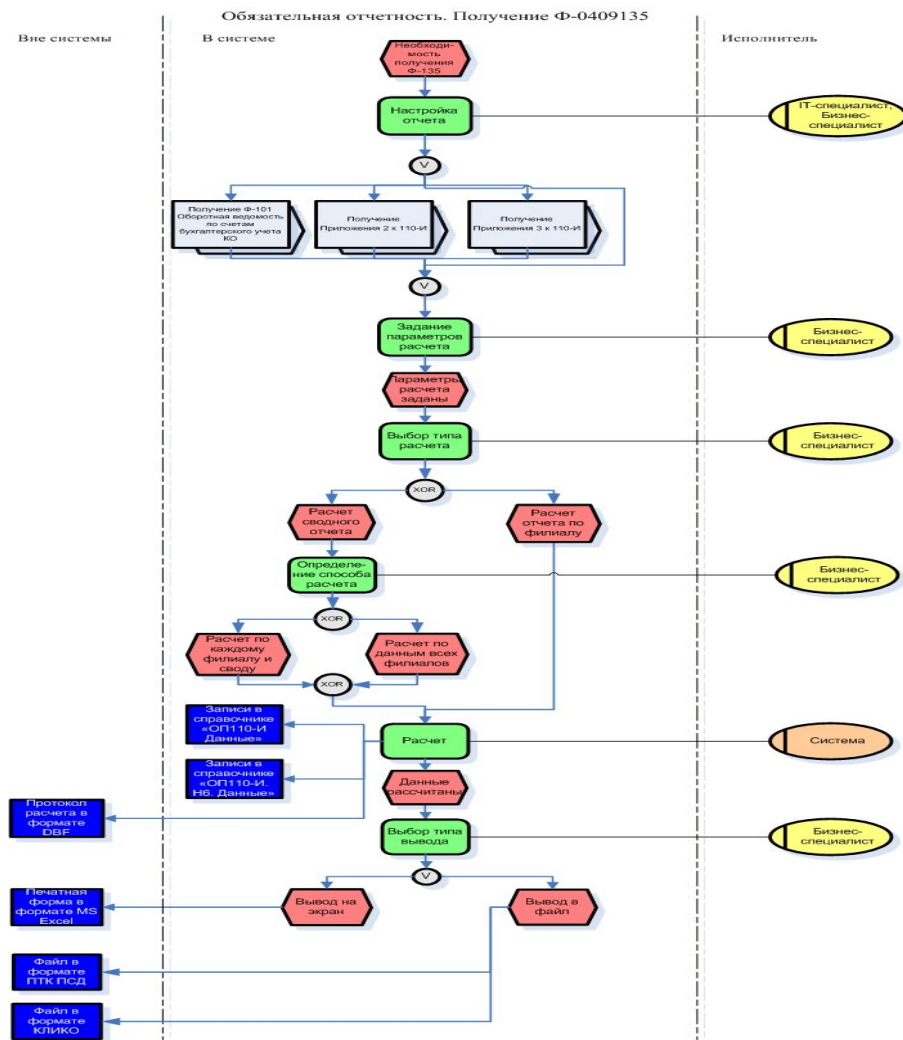 Обязательная отчетность. Получение Ф-0409135
Вне системы
В системе
Исполнитель
Необходи-
мость
получения
Ф-135
Настройка
отчета
IT-специалист,
Бизнес-
специалист
V
Получение Ф-101
Оборотная ведомость
по счетам
бухгалтерского учета
КО
Получение
Приложения 2 к 110-И
Получение
Приложения 3 к 110-И
V
Задание
параметров
расчета
Бизнес-
специалист
Параметры
расчета
заданы
Выбор типа
расчета
Бизнес-
специалист
XOR
Расчет
сводного
отчета
Расчет
отчета по
филиалу
Определе-
ние способа
расчета
Бизнес-
специалист
XOR
Расчет по
каждому
филиалу и
своду
Расчет по
данным всех
филиалов
XOR
Записи в
справочнике
«ОП110-И
Данные»
Расчет
Система
Записи в
справочнике
«ОП110-И.
Н6. Данные»
Данные
рассчитаны
Протокол
расчета в
формате
DBF
Выбор типа
вывода
Бизнес-
специалист
V
Печатная
форма в
формате MS
Excel
Вывод на
экран
Вывод в
файл
Файл в
формате
ПТК ПСД
Файл в
формате
КЛИКО